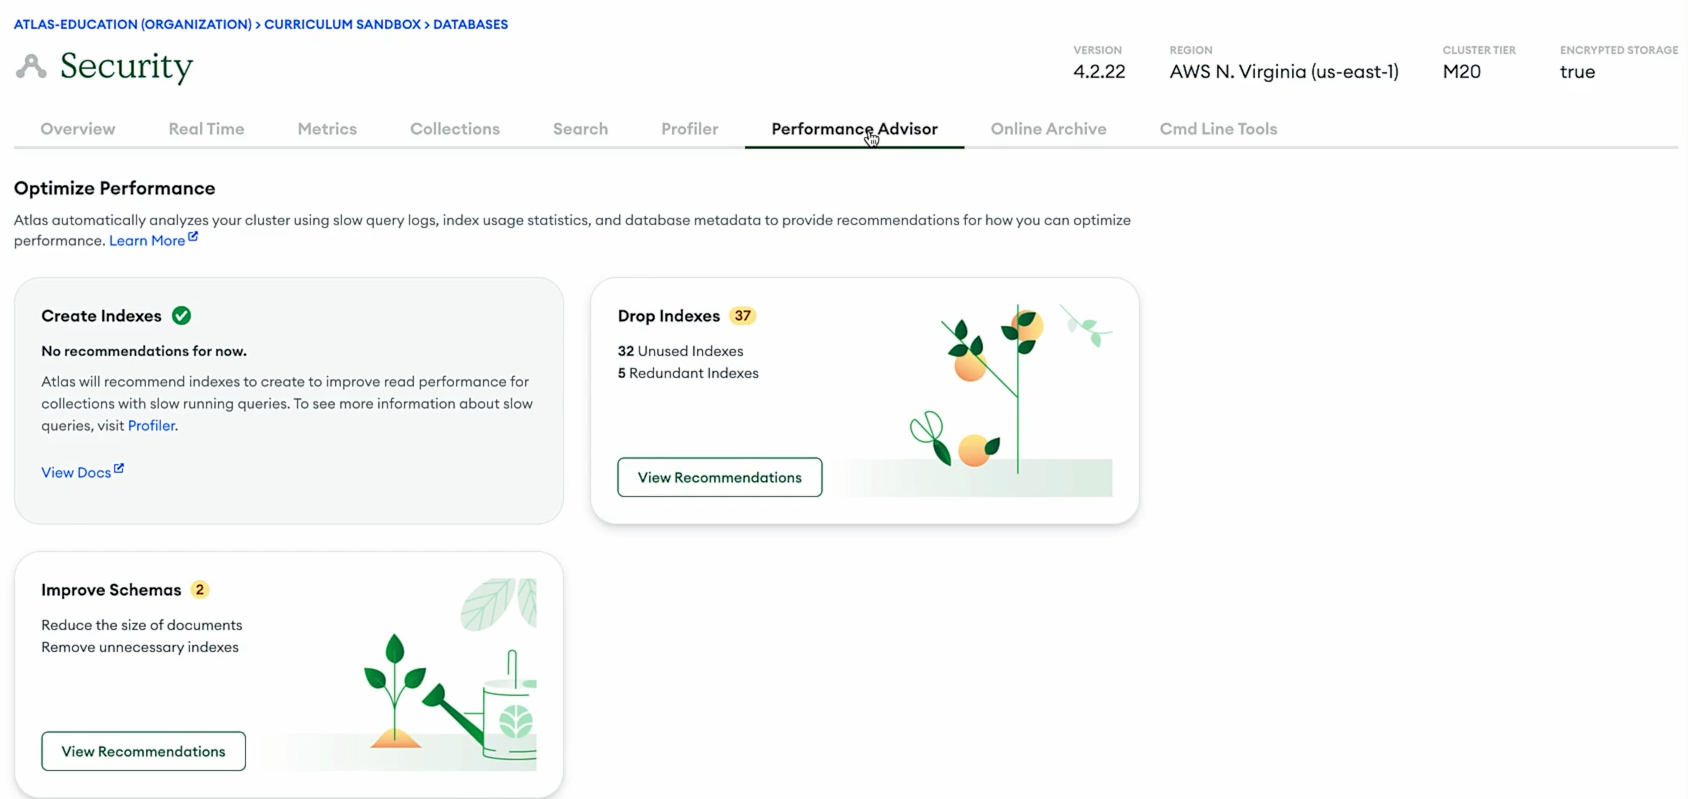 ATLAS-EDUCATION (ORGANIZATION) > CURRICULUM SANDBOX > DATABASES
Security
VERSION
4.2.22
REGION
AWS N. Virginia (us-east-1)
CLUSTER TIER
M20
ENCRYPTED STORAGE
true
Overview
Real Time
Metrics
Collections
Search
Profiler
Performance Advisor
Online Archive
Cmd Line Tools
Optimize Performance
Atlas automatically analyzes your cluster using slow query logs, index usage statistics, and database metadata to provide recommendations for how you can optimize
performance. Learn More
Create Indexes
No recommendations for now.
Atlas will recommend indexes to create to improve read performance for
collections with slow running queries. To see more information about slow
queries, visit Profiler.
View Docs
Drop Indexes 37
32 Unused Indexes
5 Redundant Indexes
View Recommendations
Improve Schemas 2
Reduce the size of documents
Remove unnecessary indexes
View Recommendations